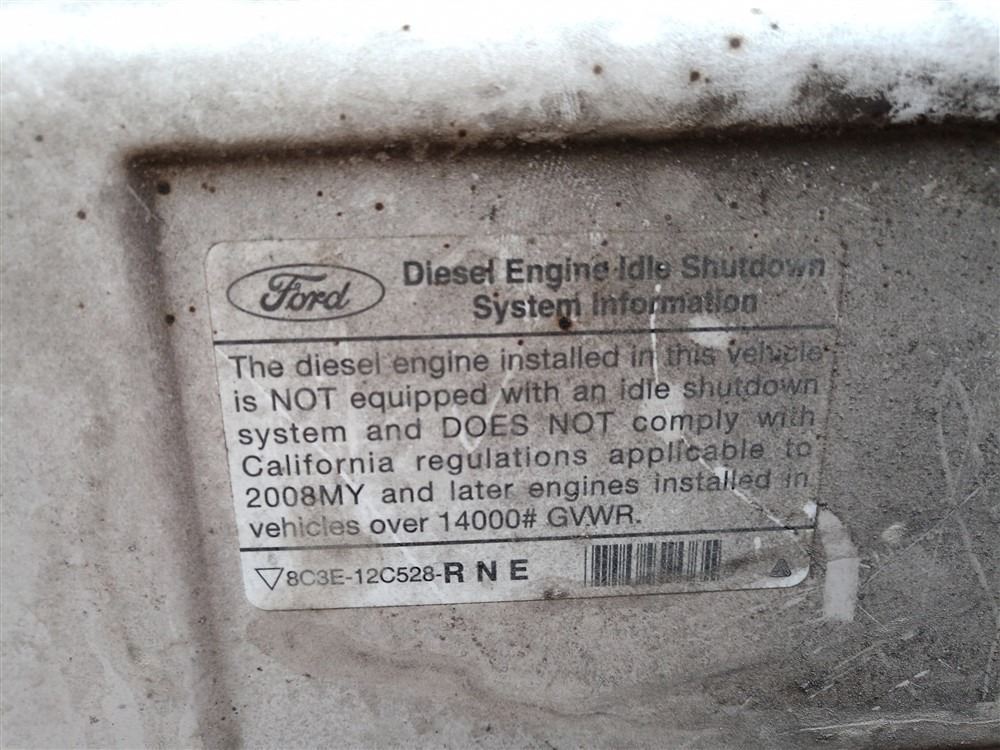 Ford
Diesel Engine Idle Shutdown
System Information
The diesel engine installed in this vehicle
is NOT equipped with an idle shutdown
system and DOES NOT comply with
California regulations applicable to
2008MY and later engines installed in
vehicles over 14000# GVWR.
8C3E-12C528-R N E